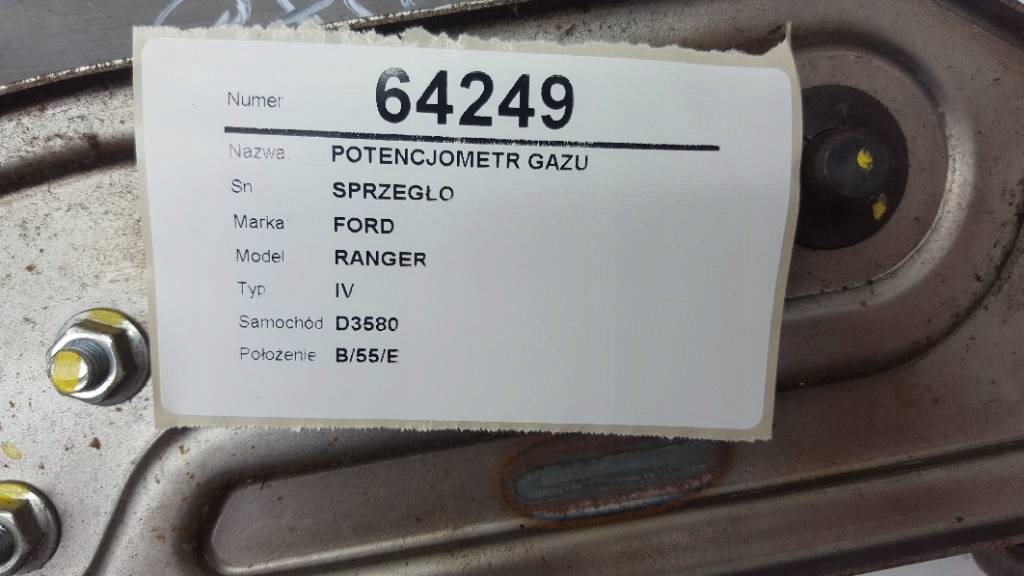 Numer 64249
Nazwa POTENCJOMETR GAZU
Sn SPRZEGŁO
Marka FORD
Model RANGER
Typ IV
Samochód D3580
Położenie B/55/E